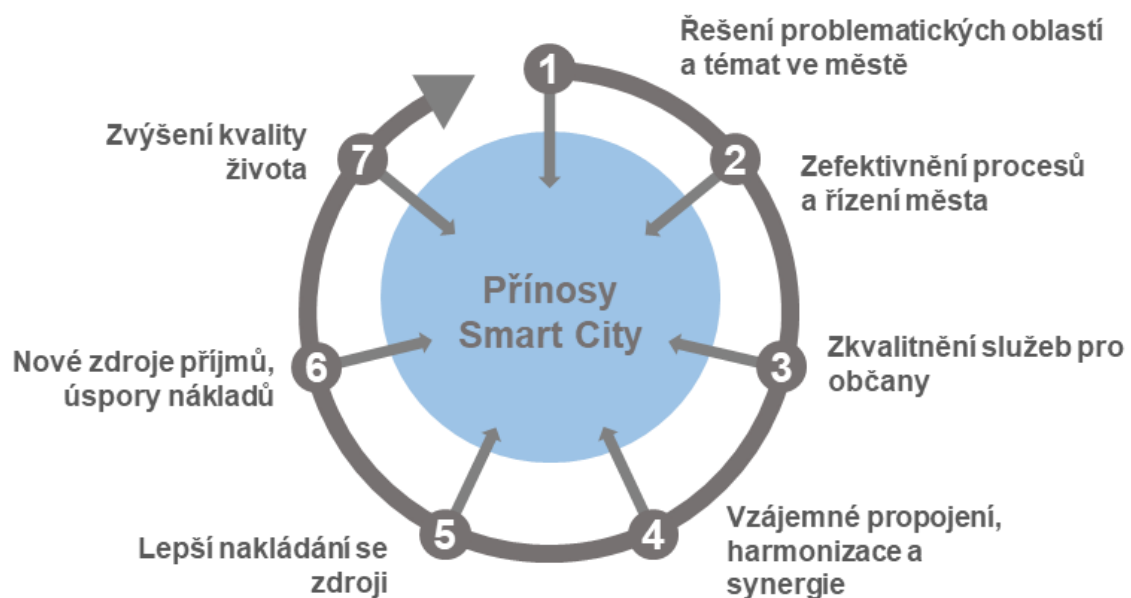 1
Řešení problematických oblastí
a témat ve městě
2
Zefektivnění procesů
a řízení města
3
Zkvalitnění služeb pro
občany
4
Vzájemné propojení,
harmonizace a
synergie
5
Lepší nakládání se
zdroji
6
Nové zdroje příjmů,
úspory nákladů
7
Zvýšení kvality
života
Přínosy
Smart City